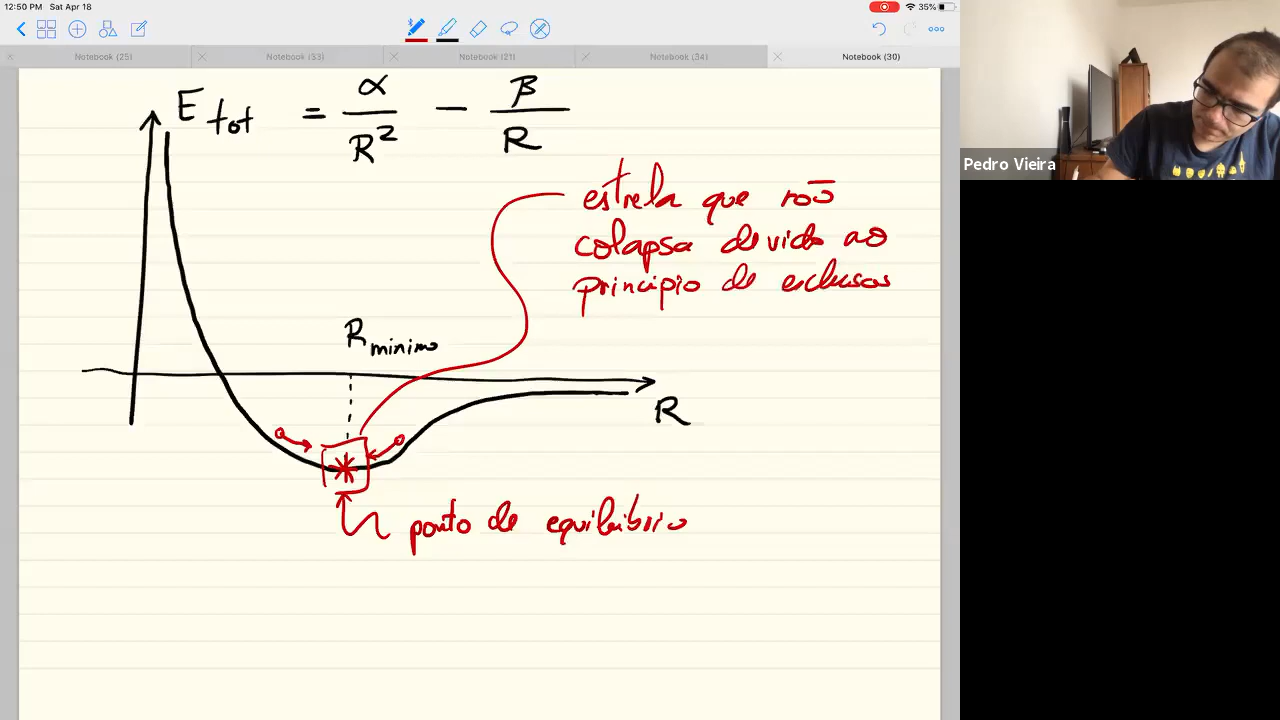 12:50 PM Sat Apr 18
35%
Notebook (25)
Notebook (33)
Notebook (21)
Notebook (34)
Notebook (30)
E tot = α/R² − β/R
estrela que não
colapsa devido ao
principio de exclusao
R minimo
R
ponto de equilibrio
Pedro Vieira